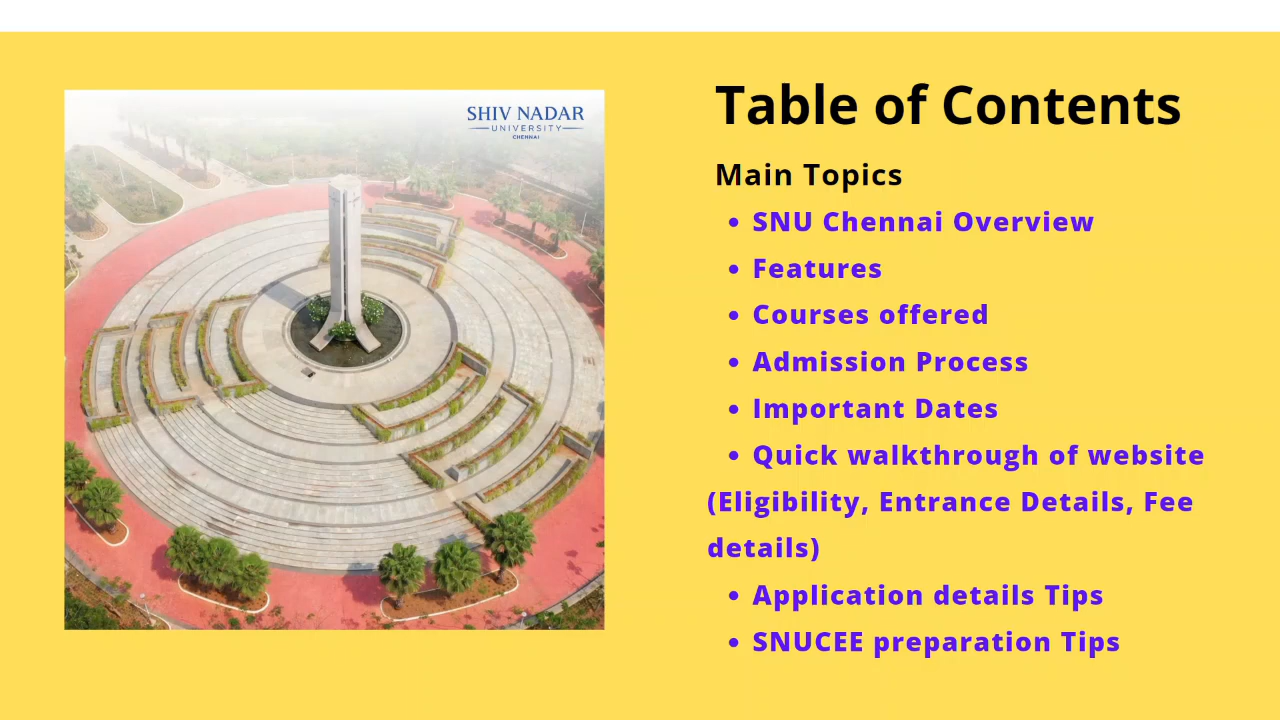 SHIV NADAR
UNIVERSITY
CHENNAI
Table of Contents
Main Topics
• SNU Chennai Overview
• Features
• Courses offered
• Admission Process
• Important Dates
• Quick walkthrough of website
(Eligibility, Entrance Details, Fee
details)
• Application details Tips
• SNUCEE preparation Tips